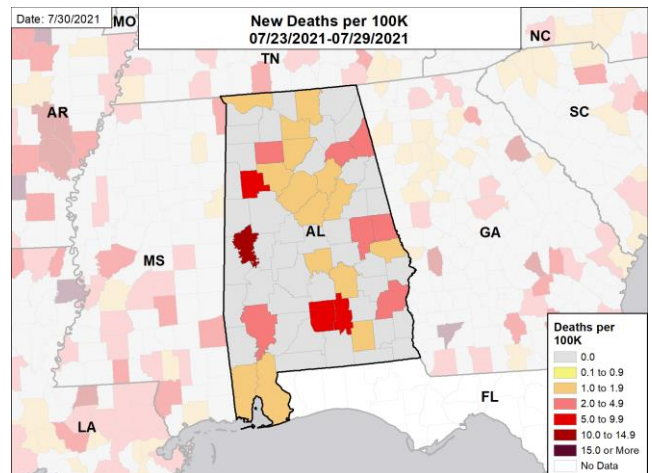 Date: 7/30/2021
New Deaths per 100K
07/23/2021-07/29/2021
MO
TN
NC
AR
SC
MS
AL
GA
LA
FL
Deaths per
100K
0.0
0.1 to 0.9
1.0 to 1.9
2.0 to 4.9
5.0 to 9.9
10.0 to 14.9
15.0 or More
No Data